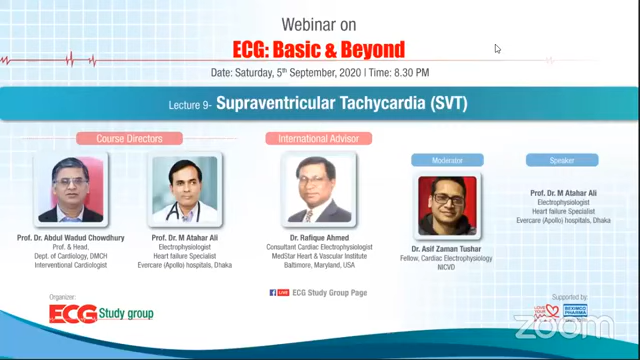 Webinar on
ECG: Basic & Beyond
Date: Saturday, 5th September, 2020 | Time: 8.30 PM
Lecture 9- Supraventricular Tachycardia (SVT)
Course Directors
Prof. Dr. Abdul Wadud Chowdhury
Prof. & Head,
Dept. of Cardiology, DMCH
Interventional Cardiologist
Prof. Dr. M Atahar Ali
Electrophysiologist
Heart failure Specialist
Evercare (Apollo) hospitals, Dhaka
International Advisor
Dr. Rafique Ahmed
Consultant Cardiac Electrophysiologist
MedStar Heart & Vascular Institute
Baltimore, Maryland, USA
Moderator
Dr. Asif Zaman Tushar
Fellow, Cardiac Electrophysiology
NICVD
Speaker
Prof. Dr. M Atahar Ali
Electrophysiologist
Heart failure Specialist
Evercare (Apollo) hospitals, Dhaka
LIVE ECG Study Group Page
Organizer:
ECG Study group
Supported by:
LOVE YOUR
BEXIMCO
PHARMA
zoom